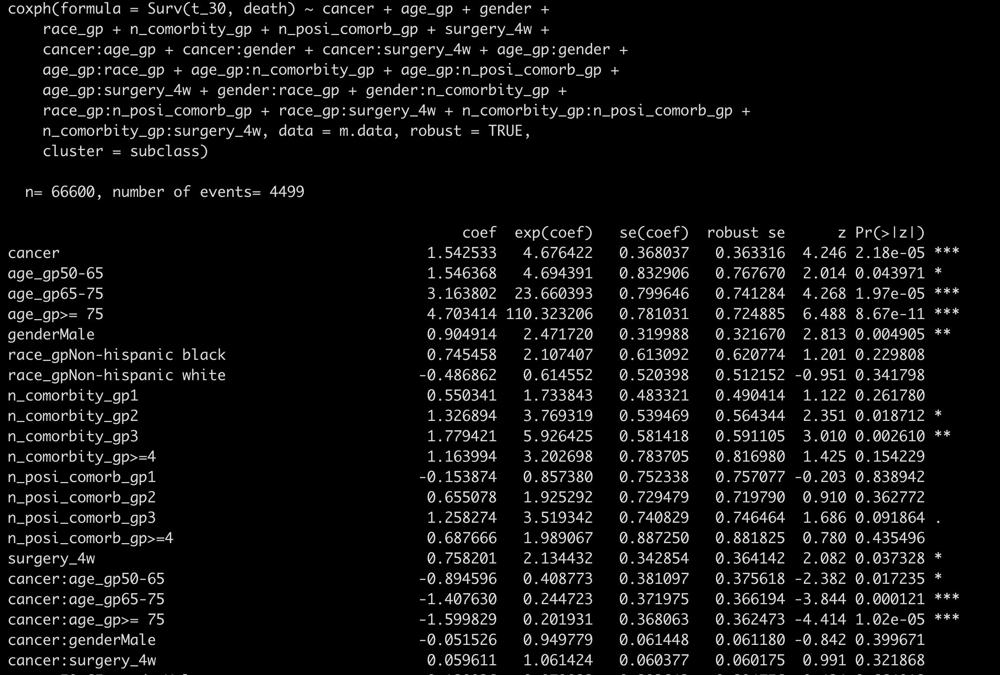 coxph(formula = Surv(t_30, death) ~ cancer + age_gp + gender +
race_gp + n_comorbity_gp + n_posi_comorb_gp + surgery_4w +
cancer:age_gp + cancer:gender + cancer:surgery_4w + age_gp:gender +
age_gp:race_gp + age_gp:n_comorbity_gp + age_gp:n_posi_comorb_gp +
age_gp:surgery_4w + gender:race_gp + gender:n_comorbity_gp +
race_gp:n_posi_comorb_gp + race_gp:surgery_4w + n_comorbity_gp:n_posi_comorb_gp +
n_comorbity_gp:surgery_4w, data = m.data, robust = TRUE,
cluster = subclass)
n= 66600, number of events= 4499
coef exp(coef) se(coef) robust se z Pr(>|z|)
cancer 1.542533 4.676422 0.368037 0.363316 4.246 2.18e-05 ***
age_gp50-65 1.546368 4.694391 0.832906 0.767670 2.014 0.043971 *
age_gp65-75 3.163802 23.660393 0.799646 0.741284 4.268 1.97e-05 ***
age_gp>= 75 4.703414 110.323206 0.781031 0.724885 6.488 8.67e-11 ***
genderMale 0.904914 2.471720 0.319988 0.321670 2.813 0.004905 **
race_gpNon-hispanic black 0.745458 2.107407 0.613092 0.620774 1.201 0.229808
race_gpNon-hispanic white -0.486862 0.614552 0.520398 0.512152 -0.951 0.341798
n_comorbity_gp1 0.550341 1.733843 0.483321 0.490414 1.122 0.261780
n_comorbity_gp2 1.326894 3.769319 0.539469 0.564344 2.351 0.018712 *
n_comorbity_gp3 1.779421 5.926425 0.581418 0.591105 3.010 0.002610 **
n_comorbity_gp>=4 1.163994 3.202698 0.783705 0.816980 1.425 0.154229
n_posi_comorb_gp1 -0.153874 0.857380 0.752338 0.757077 -0.203 0.838942
n_posi_comorb_gp2 0.655078 1.925292 0.729479 0.719790 0.910 0.362772
n_posi_comorb_gp3 1.258274 3.519342 0.740829 0.746464 1.686 0.091864 .
n_posi_comorb_gp>=4 0.687666 1.989067 0.887250 0.881825 0.780 0.435496
surgery_4w 0.758201 2.134432 0.342854 0.364142 2.082 0.037328 *
cancer:age_gp50-65 -0.894596 0.408773 0.381097 0.375618 -2.382 0.017235 *
cancer:age_gp65-75 -1.407630 0.244723 0.371975 0.366194 -3.844 0.000121 ***
cancer:age_gp>= 75 -1.599829 0.201931 0.368063 0.362473 -4.414 1.02e-05 ***
cancer:genderMale -0.051526 0.949779 0.061448 0.061180 -0.842 0.399671
cancer:surgery_4w 0.059611 1.061424 0.060377 0.060175 0.991 0.321868